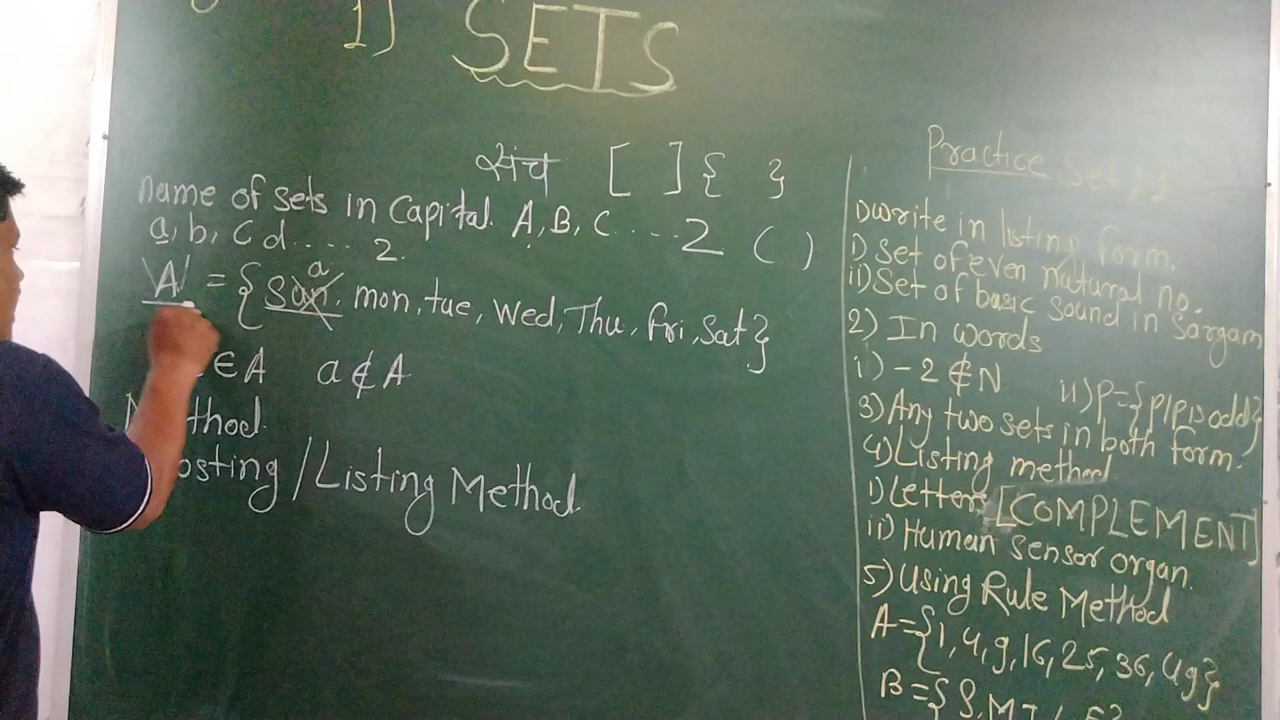 1) SETS
संच [ ] { }
name of sets in Capital. A, B, C .... Z ( )
a, b, c d ..... z.
A = { Sun. a mon, tue, Wed, Thu, fri, sat }
∈ A a ∉ A
thod.
osting / Listing Method
Practice Set
1) write in listing form.
i) Set of even natural no.
ii) Set of basic sound in Sargam
2) In words
i) -2 ∉ N ii) P={P/P is odd}
3) Any two sets in both form.
4) Listing method
i) Letters [COMPLEMENT]
ii) Human sensor organ.
5) Using Rule Method
A={1, 4, 9, 16, 25, 36, 49}
B={